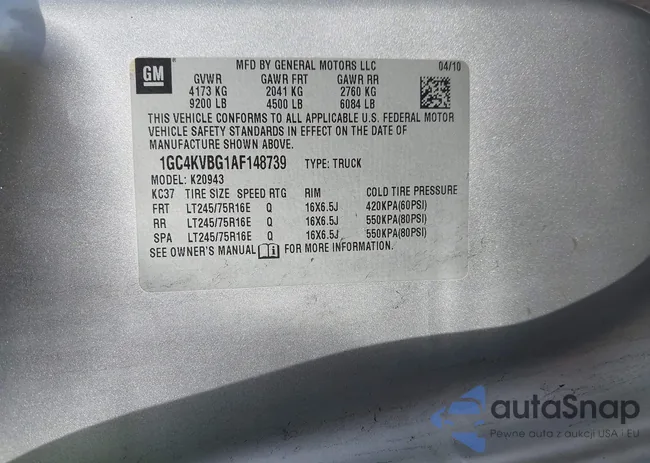 GM
MFD BY GENERAL MOTORS LLC 04/10
GVWR GAWR FRT GAWR RR
4173 KG 2041 KG 2760 KG
9200 LB 4500 LB 6084 LB
THIS VEHICLE CONFORMS TO ALL APPLICABLE U.S. FEDERAL MOTOR
VEHICLE SAFETY STANDARDS IN EFFECT ON THE DATE OF
MANUFACTURE SHOWN ABOVE.
1GC4KVBG1AF148739 TYPE: TRUCK
MODEL: K20943
KC37 TIRE SIZE SPEED RTG RIM COLD TIRE PRESSURE
FRT LT245/75R16E Q 16X6.5J 420KPA(60PSI)
RR LT245/75R16E Q 16X6.5J 550KPA(80PSI)
SPA LT245/75R16E Q 16X6.5J 550KPA(80PSI)
SEE OWNER'S MANUAL FOR MORE INFORMATION.
autaSnap
Pewne auta z aukcji USA i EU